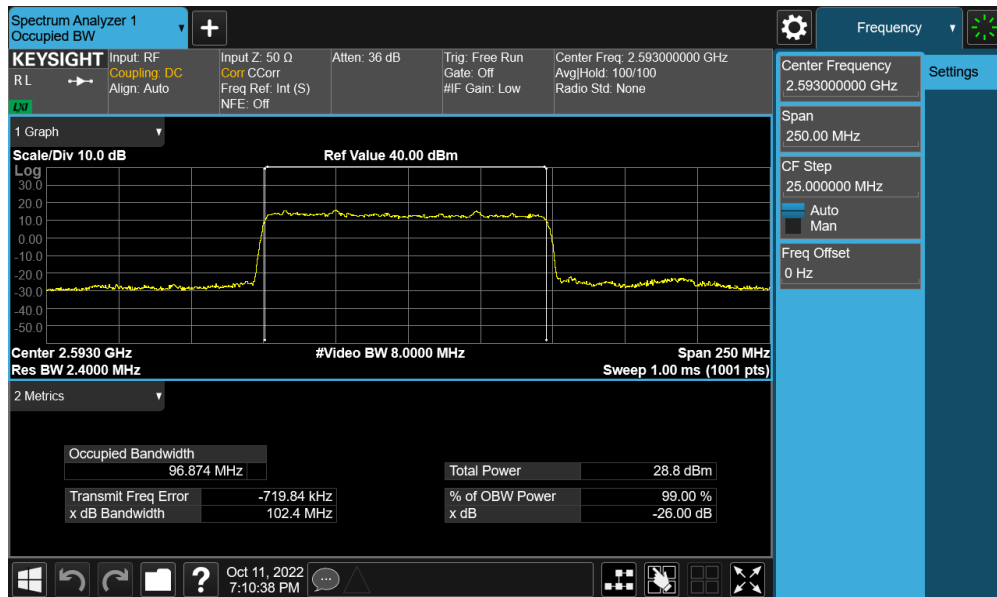 Spectrum Analyzer 1
Occupied BW
+
Frequency
KEYSIGHT
R L
LXI
Input: RF
Coupling: DC
Align: Auto
Input Z: 50 Ω
Corr CCorr
Freq Ref: Int (S)
NFE: Off
Atten: 36 dB
Trig: Free Run
Gate: Off
#IF Gain: Low
Center Freq: 2.593000000 GHz
Avg|Hold: 100/100
Radio Std: None
Center Frequency
2.593000000 GHz
Settings
Span
250.00 MHz
CF Step
25.000000 MHz
Auto
Man
Freq Offset
0 Hz
1 Graph
Scale/Div 10.0 dB
Ref Value 40.00 dBm
Log
30.0
20.0
10.0
0.00
-10.0
-20.0
-30.0
-40.0
-50.0
Center 2.5930 GHz
#Video BW 8.0000 MHz
Span 250 MHz
Res BW 2.4000 MHz
Sweep 1.00 ms (1001 pts)
2 Metrics
Occupied Bandwidth
96.874 MHz
Total Power 28.8 dBm
Transmit Freq Error -719.84 kHz
% of OBW Power 99.00 %
x dB Bandwidth 102.4 MHz
x dB -26.00 dB
?
Oct 11, 2022
7:10:38 PM